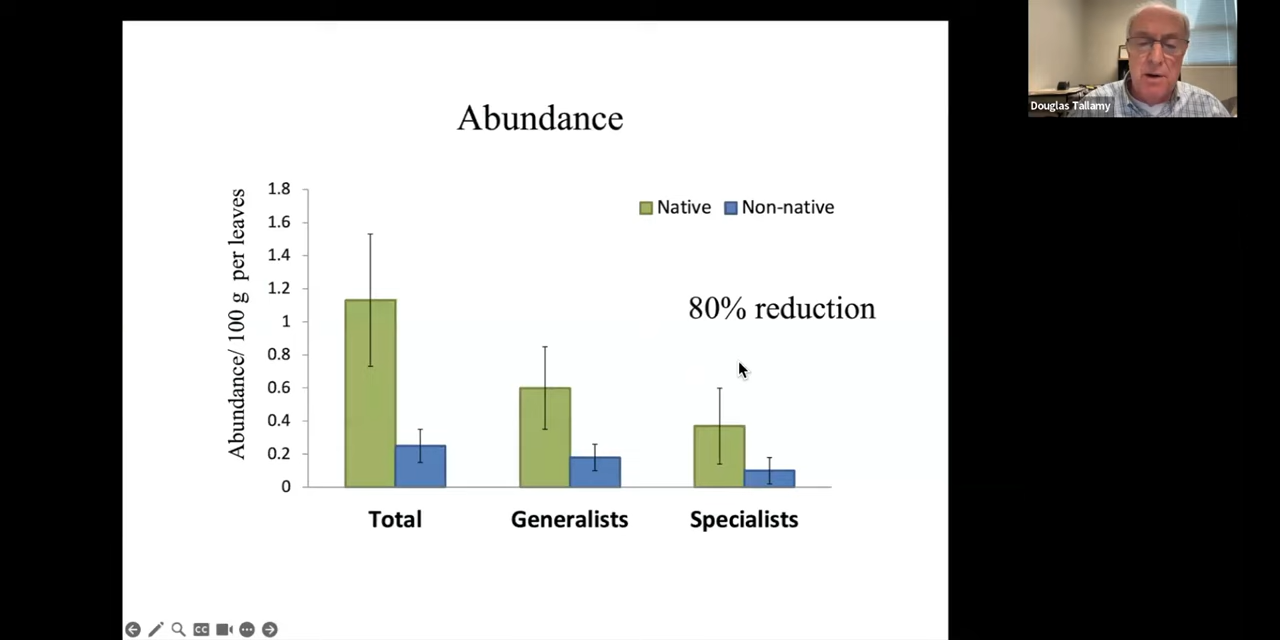 Abundance
Abundance/ 100 g per leaves
1.8
1.6
1.4
1.2
1
0.8
0.6
0.4
0.2
0
Native Non-native
80% reduction
Total Generalists Specialists
Douglas Tallamy
CC